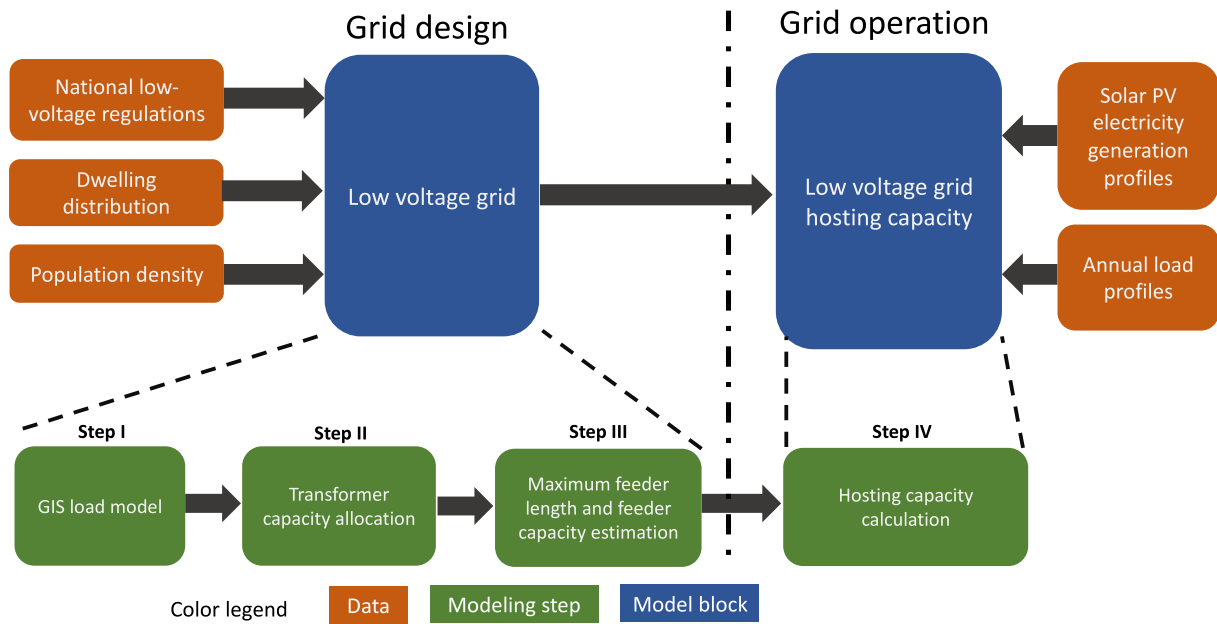 Grid design
Grid operation
National low-
voltage regulations
Dwelling
distribution
Population density
Low voltage grid
Low voltage grid
hosting capacity
Solar PV
electricity
generation
profiles
Annual load
profiles
Step I
Step II
Step III
Step IV
GIS load model
Transformer
capacity allocation
Maximum feeder
length and feeder
capacity estimation
Hosting capacity
calculation
Color legend
Data
Modeling step
Model block